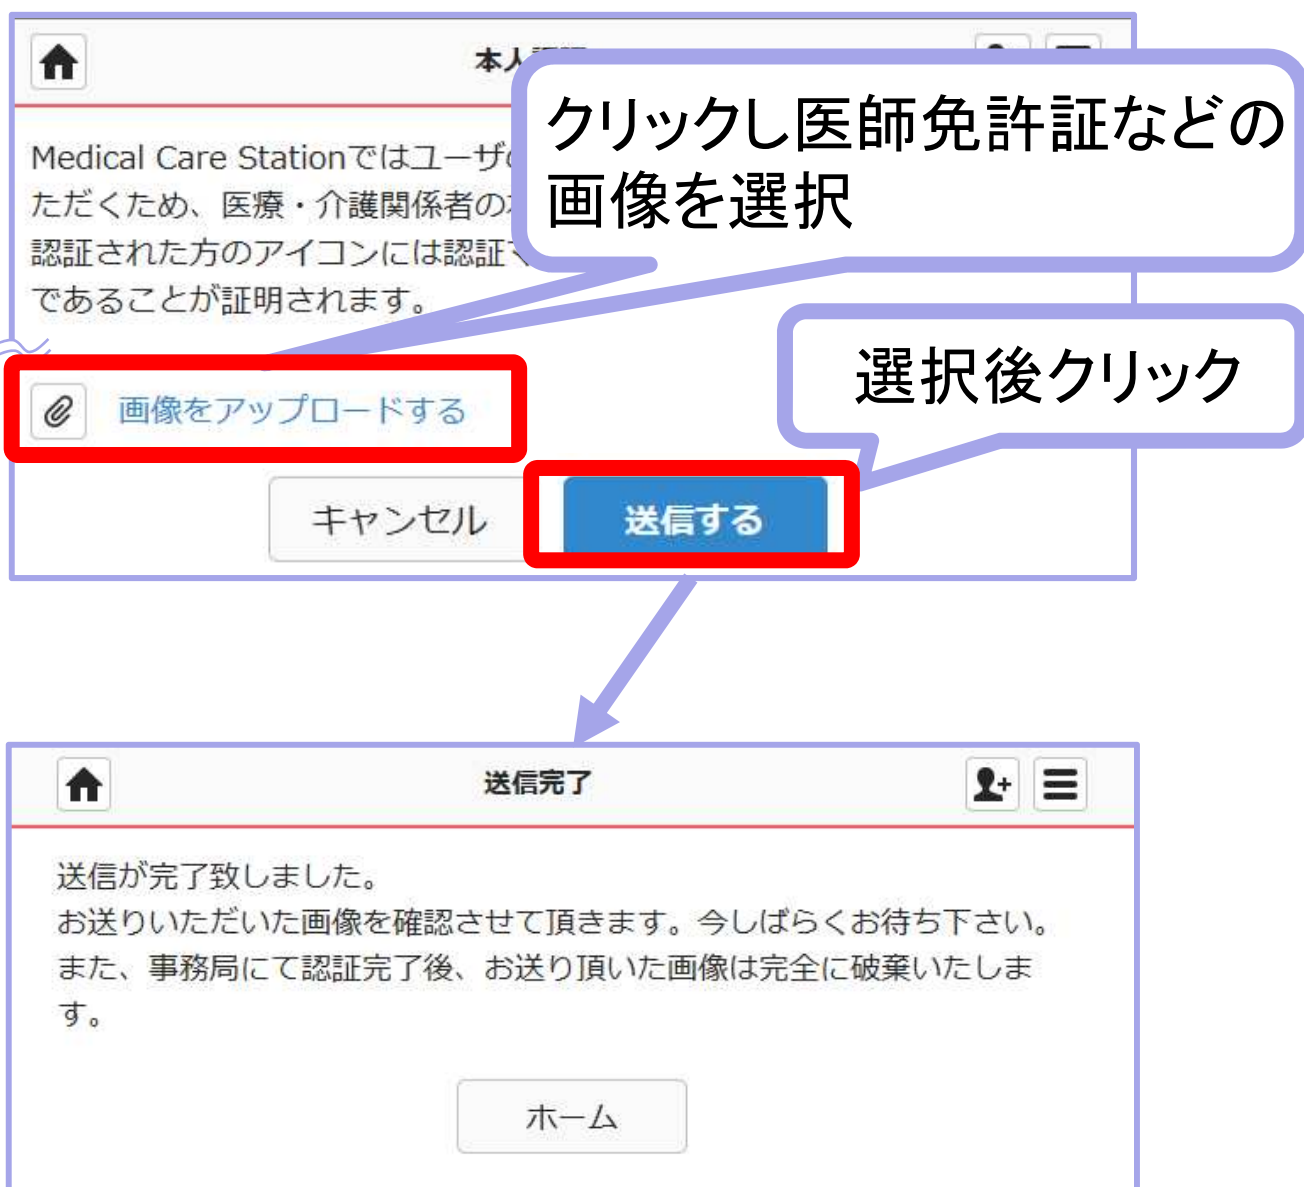 本人
クリックし医師免許証などの
画像を選択
Medical Care Stationではユーザ
ただくため、医療・介護関係者の
認証された方のアイコンには認証
であることが証明されます。
選択後クリック
画像をアップロードする
キャンセル
送信する
送信完了
送信が完了致しました。
お送りいただいた画像を確認させて頂きます。今しばらくお待ち下さい。
また、事務局にて認証完了後、お送り頂いた画像は完全に破棄いたしま
す。
ホーム